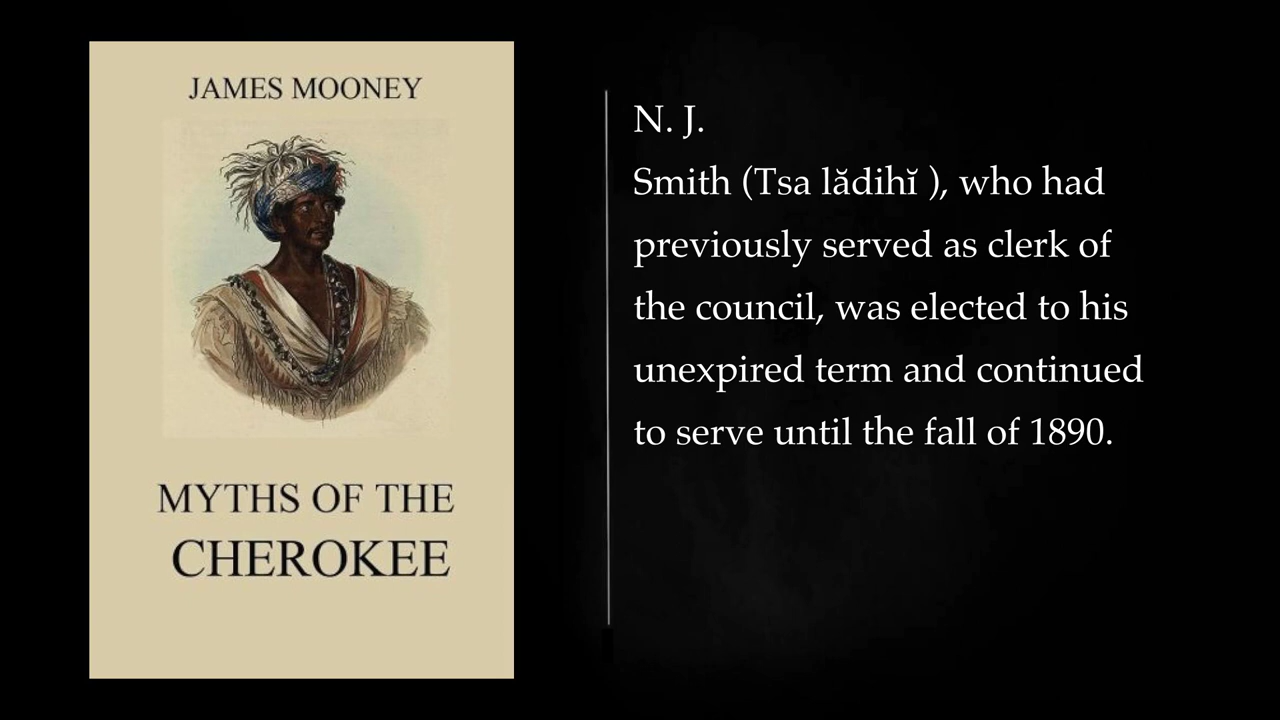 JAMES MOONEY
MYTHS OF THE
CHEROKEE
N. J.
Smith (Tsa lădihĭ ), who had
previously served as clerk of
the council, was elected to his
unexpired term and continued
to serve until the fall of 1890.